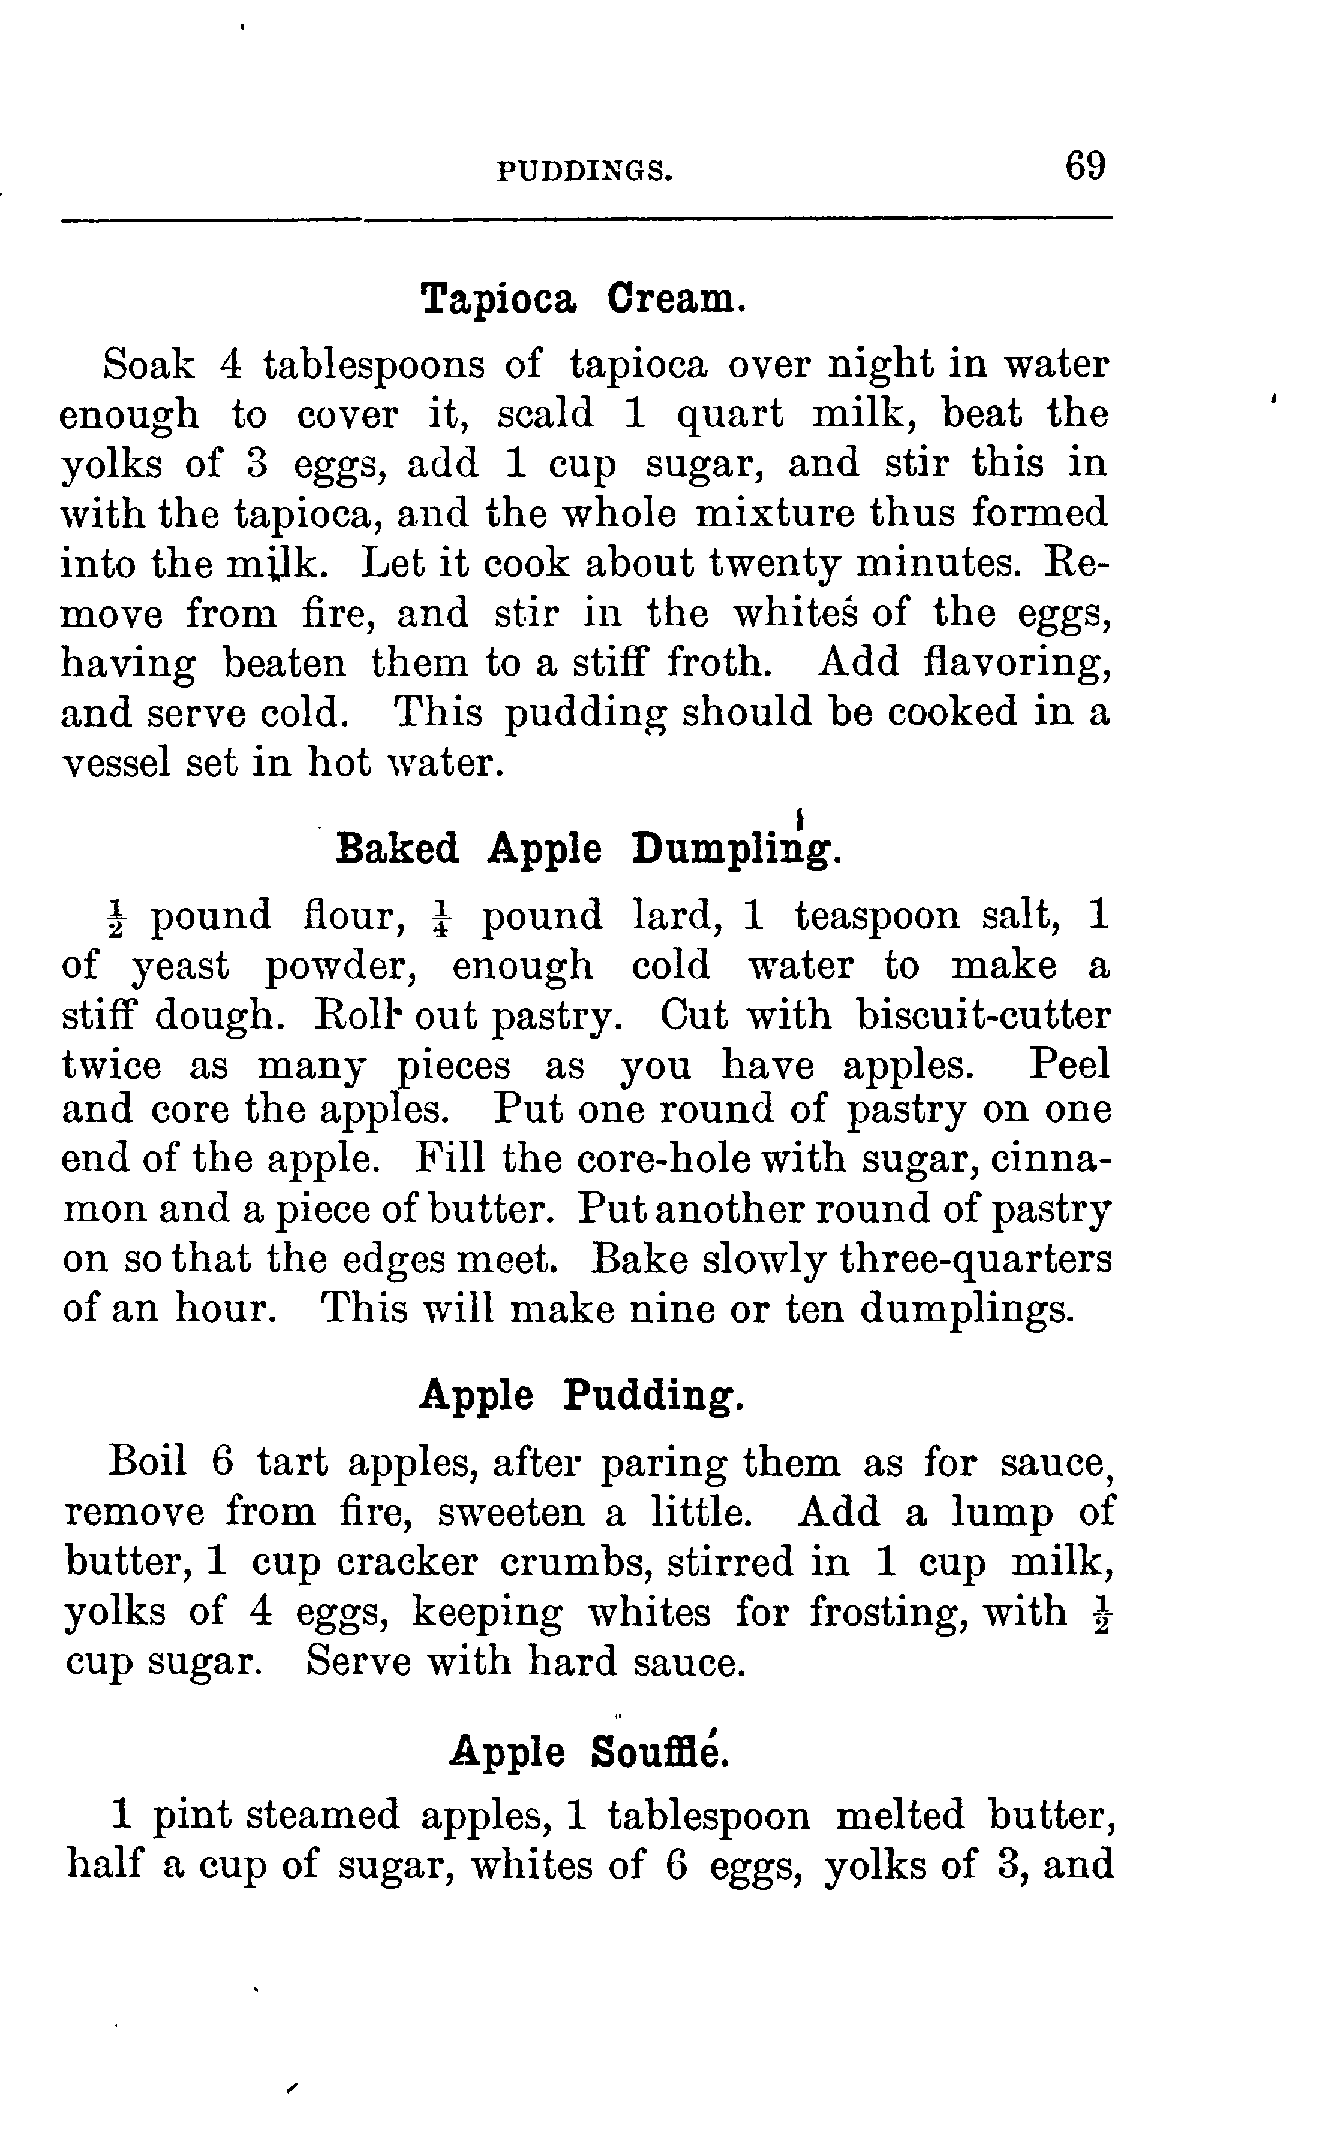 PUDDINGS. 69
Tapioca Cream.
Soak 4 tablespoons of tapioca over night in water
enough to cover it, scald 1 quart milk, beat the
yolks of 3 eggs, add 1 cup sugar, and stir this in
with the tapioca, and the whole mixture thus formed
into the milk. Let it cook about twenty minutes. Re-
move from fire, and stir in the whites of the eggs,
having beaten them to a stiff froth. Add flavoring,
and serve cold. This pudding should be cooked in a
vessel set in hot water.
Baked Apple Dumpling.
½ pound flour, ¼ pound lard, 1 teaspoon salt, 1
of yeast powder, enough cold water to make a
stiff dough. Roll out pastry. Cut with biscuit-cutter
twice as many pieces as you have apples. Peel
and core the apples. Put one round of pastry on one
end of the apple. Fill the core-hole with sugar, cinna-
mon and a piece of butter. Put another round of pastry
on so that the edges meet. Bake slowly three-quarters
of an hour. This will make nine or ten dumplings.
Apple Pudding.
Boil 6 tart apples, after paring them as for sauce,
remove from fire, sweeten a little. Add a lump of
butter, 1 cup cracker crumbs, stirred in 1 cup milk,
yolks of 4 eggs, keeping whites for frosting, with ½
cup sugar. Serve with hard sauce.
Apple Soufflé.
1 pint steamed apples, 1 tablespoon melted butter,
half a cup of sugar, whites of 6 eggs, yolks of 3, and